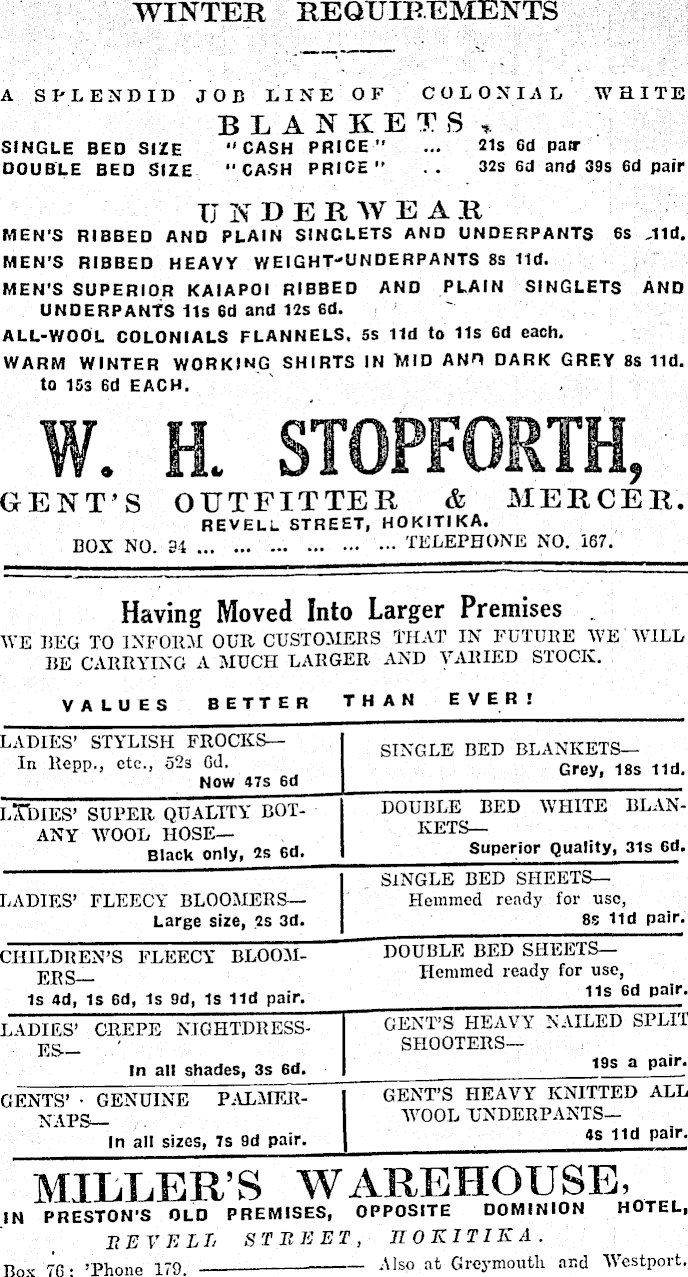 WINTER REQUIREMENTS
A SPLENDID JOB LINE OF COLONIAL WHITE
BLANKETS.
SINGLE BED SIZE "CASH PRICE" ... 21s 6d pair
DOUBLE BED SIZE "CASH PRICE" .. 32s 6d and 39s 6d pair
UNDERWEAR
MEN'S RIBBED AND PLAIN SINGLETS AND UNDERPANTS 6s 11d.
MEN'S RIBBED HEAVY WEIGHT-UNDERPANTS 8s 11d.
MEN'S SUPERIOR KAIAPOI RIBBED AND PLAIN SINGLETS AND
UNDERPANTS 11s 6d and 12s 6d.
ALL-WOOL COLONIALS FLANNELS. 5s 11d to 11s 6d each.
WARM WINTER WORKING SHIRTS IN MID AND DARK GREY 8s 11d.
to 15s 6d EACH.
W. H. STOPFORTH,
GENT'S OUTFITTER & MERCER.
REVELL STREET, HOKITIKA.
BOX NO. 94 ... ... ... ... ... ... TELEPHONE NO. 167.
Having Moved Into Larger Premises
WE BEG TO INFORM OUR CUSTOMERS THAT IN FUTURE WE WILL
BE CARRYING A MUCH LARGER AND VARIED STOCK.
VALUES BETTER THAN EVER!
LADIES' STYLISH FROCKS—
In Repp., etc., 52s 6d.
Now 47s 6d
LADIES' SUPER QUALITY BOT-
ANY WOOL HOSE—
Black only, 2s 6d.
LADIES' FLEECY BLOOMERS—
Large size, 2s 3d.
CHILDREN'S FLEECY BLOOM-
ERS—
1s 4d, 1s 6d, 1s 9d, 1s 11d pair.
LADIES' CREPE NIGHTDRESS-
ES—
In all shades, 3s 6d.
GENTS' GENUINE PALMER-
NAPS—
In all sizes, 7s 9d pair.
SINGLE BED BLANKETS—
Grey, 18s 11d.
DOUBLE BED WHITE BLAN-
KETS—
Superior Quality, 31s 6d.
SINGLE BED SHEETS—
Hemmed ready for use,
8s 11d pair.
DOUBLE BED SHEETS—
Hemmed ready for use,
11s 6d pair.
GENT'S HEAVY NAILED SPLIT
SHOOTERS—
19s a pair.
GENT'S HEAVY KNITTED ALL
WOOL UNDERPANTS—
4s 11d pair.
MILLER'S WAREHOUSE,
IN PRESTON'S OLD PREMISES, OPPOSITE DOMINION HOTEL,
REVELL STREET, HOKITIKA.
Box 76; 'Phone 179. ——— Also at Greymouth and Westport.